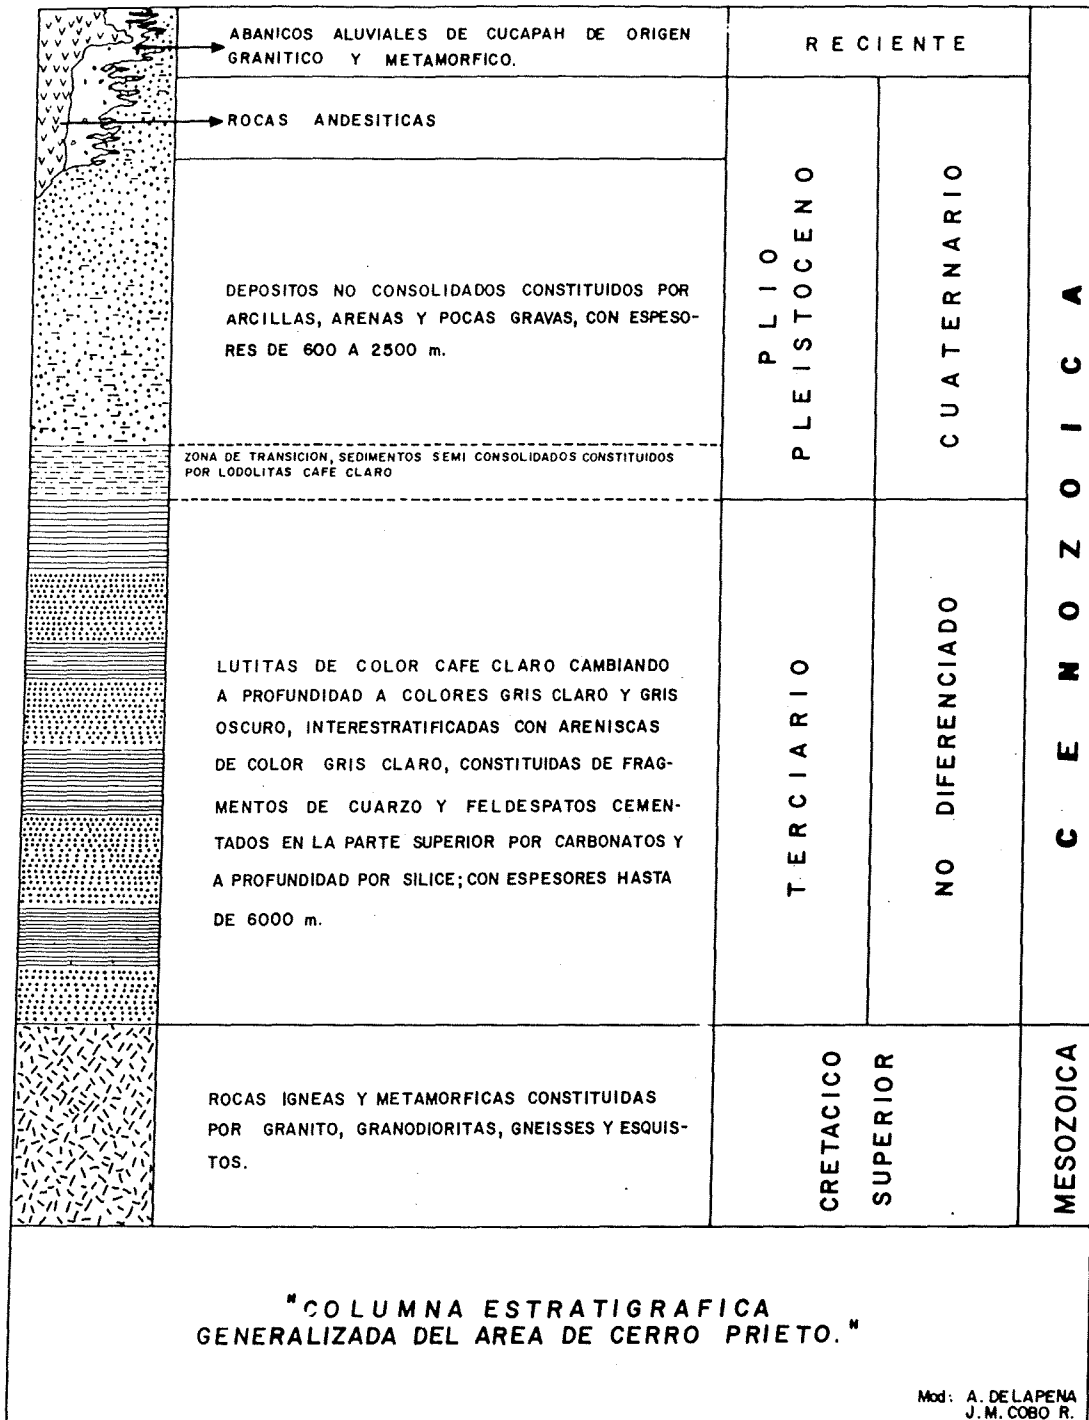 ABANICOS ALUVIALES DE CUCAPAH DE ORIGEN
GRANITICO Y METAMORFICO.
RECIENTE
ROCAS ANDESITICAS
DEPOSITOS NO CONSOLIDADOS CONSTITUIDOS POR
ARCILLAS, ARENAS Y POCAS GRAVAS, CON ESPESO-
RES DE 600 A 2500 m.
PLIO
PLEISTOCENO
CUATERNARIO
CENOZOICA
ZONA DE TRANSICION, SEDIMENTOS SEMI CONSOLIDADOS CONSTITUIDOS
POR LODOLITAS CAFE CLARO
LUTITAS DE COLOR CAFE CLARO CAMBIANDO
A PROFUNDIDAD A COLORES GRIS CLARO Y GRIS
OSCURO, INTERESTRATIFICADAS CON ARENISCAS
DE COLOR GRIS CLARO, CONSTITUIDAS DE FRAG-
MENTOS DE CUARZO Y FELDESPATOS CEMEN-
TADOS EN LA PARTE SUPERIOR POR CARBONATOS Y
A PROFUNDIDAD POR SILICE; CON ESPESORES HASTA
DE 6000 m.
TERCIARIO
NO DIFERENCIADO
ROCAS IGNEAS Y METAMORFICAS CONSTITUIDAS
POR GRANITO, GRANODIORITAS, GNEISSES Y ESQUIS-
TOS.
CRETACICO
SUPERIOR
MESOZOICA
"COLUMNA ESTRATIGRAFICA
GENERALIZADA DEL AREA DE CERRO PRIETO."
Mod: A. DE LA PENA
J. M. COBO R.